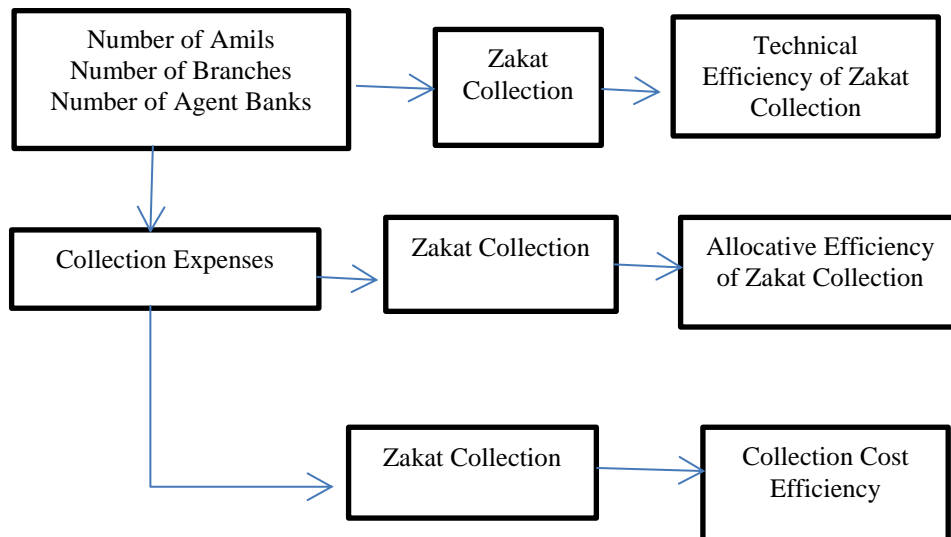 Number of Amils
Number of Branches
Number of Agent Banks
Zakat
Collection
Technical
Efficiency of Zakat
Collection
Collection Expenses
Zakat Collection
Allocative Efficiency
of Zakat Collection
Zakat Collection
Collection Cost
Efficiency